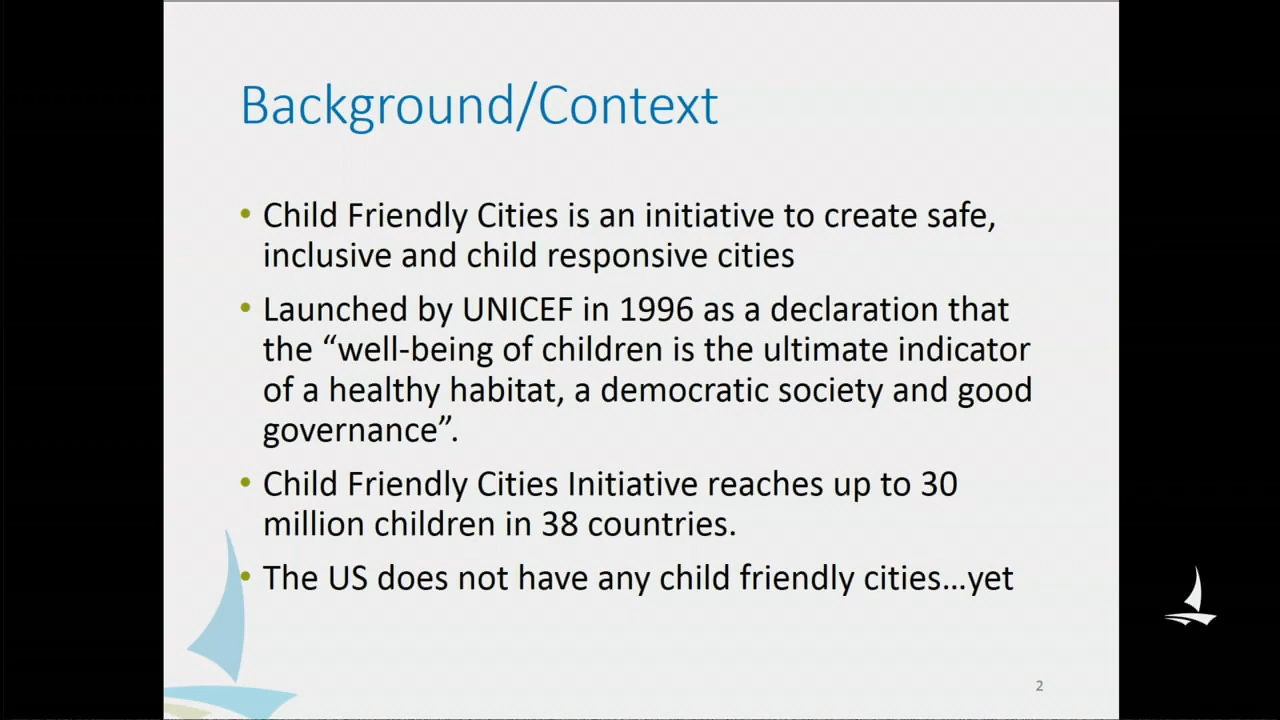 Background/Context
• Child Friendly Cities is an initiative to create safe,
inclusive and child responsive cities
• Launched by UNICEF in 1996 as a declaration that
the “well-being of children is the ultimate indicator
of a healthy habitat, a democratic society and good
governance”.
• Child Friendly Cities Initiative reaches up to 30
million children in 38 countries.
• The US does not have any child friendly cities…yet
2